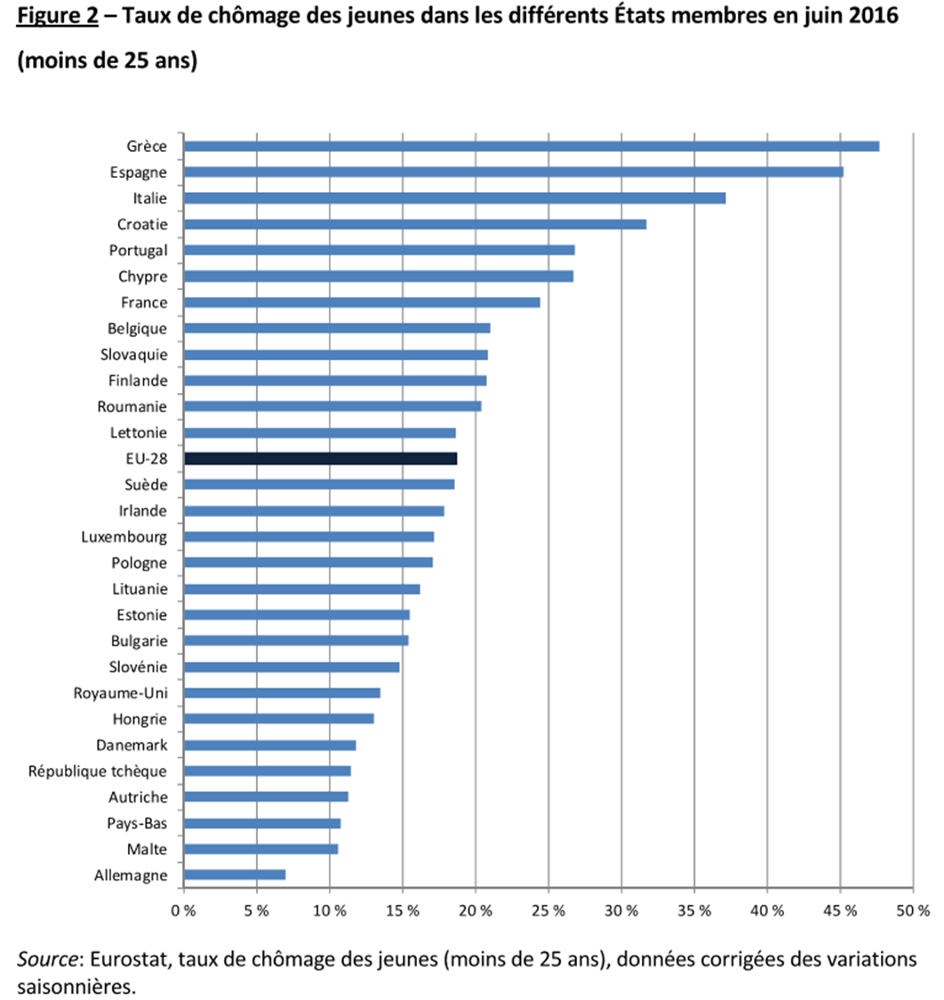 Figure 2 – Taux de chômage des jeunes dans les différents États membres en juin 2016
(moins de 25 ans)
Grèce
Espagne
Italie
Croatie
Portugal
Chypre
France
Belgique
Slovaquie
Finlande
Roumanie
Lettonie
EU-28
Suède
Irlande
Luxembourg
Pologne
Lituanie
Estonie
Bulgarie
Slovénie
Royaume-Uni
Hongrie
Danemark
République tchèque
Autriche
Pays-Bas
Malte
Allemagne
0 % 5 % 10 % 15 % 20 % 25 % 30 % 35 % 40 % 45 % 50 %
Source: Eurostat, taux de chômage des jeunes (moins de 25 ans), données corrigées des variations
saisonnières.